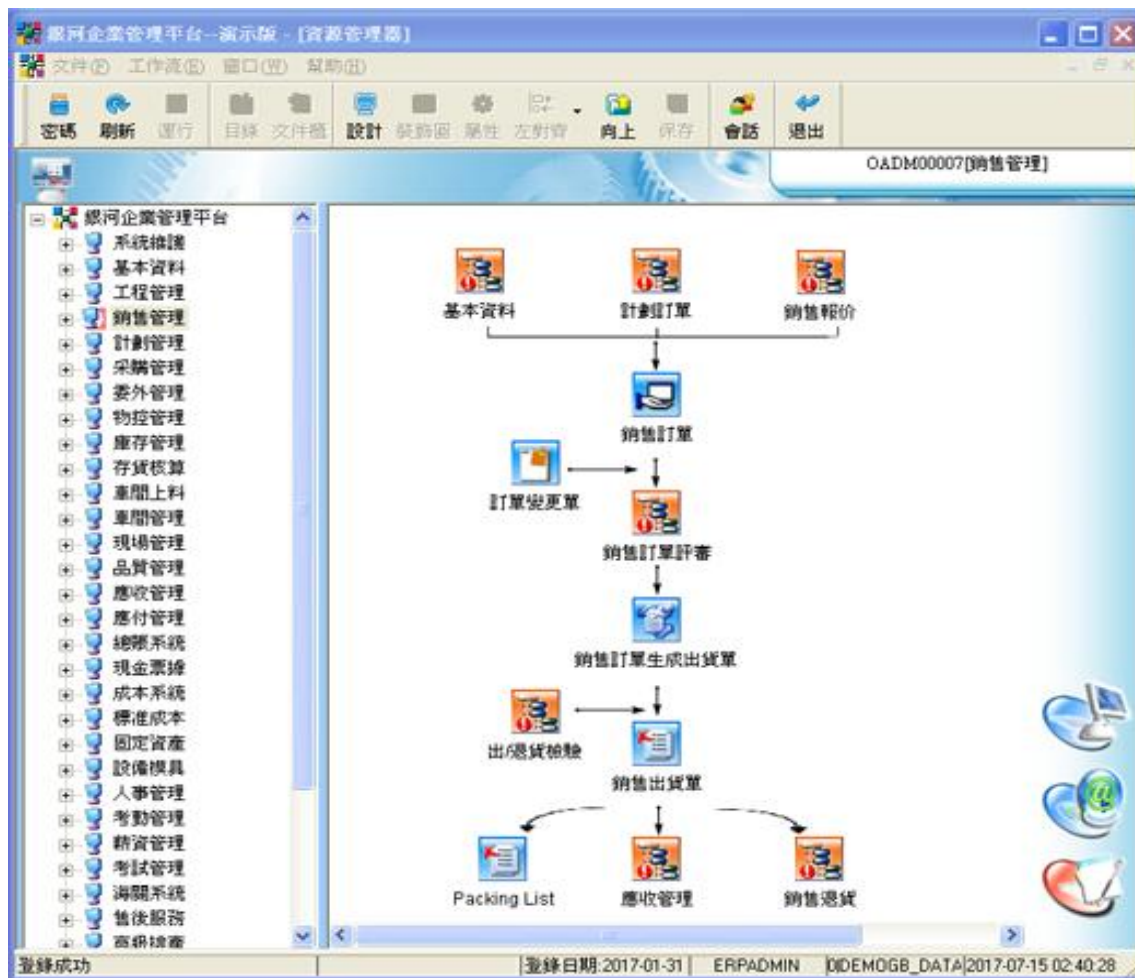 銀河企業管理平台--演示版 - [資源管理器]
文件(F) 工作流(E) 窗口(W) 幫助(H)
密碼 刷新 運行 目錄 文件櫃 設計 裝飾圖 屬性 左對齊 向上 保存 會話 退出
OADM00007[銷售管理]
銀河企業管理平台
系統維護
基本資料
工程管理
銷售管理
計劃管理
采購管理
委外管理
物控管理
庫存管理
存貨核算
車間上料
車間管理
現場管理
品質管理
應收管理
應付管理
總賬系統
現金票據
成本系統
標准成本
固定資產
設備模具
人事管理
考勤管理
薪資管理
考試管理
海關系統
售後服務
高級排產
基本資料 計劃訂單 銷售報价
銷售訂單
訂單變更單
銷售訂單評審
銷售訂單生成出貨單
出/退貨檢驗
銷售出貨單
Packing List 應收管理 銷售退貨
登錄成功 登錄日期:2017-01-31 ERPADMIN 0|DEMOGB_DATA|2017-07-15 02:40:28